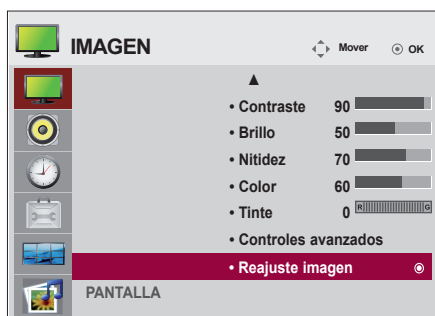 IMAGEN Mover OK
• Contraste 90
• Brillo 50
• Nitidez 70
• Color 60
• Tinte 0 R G
• Controles avanzados
• Reajuste imagen
PANTALLA